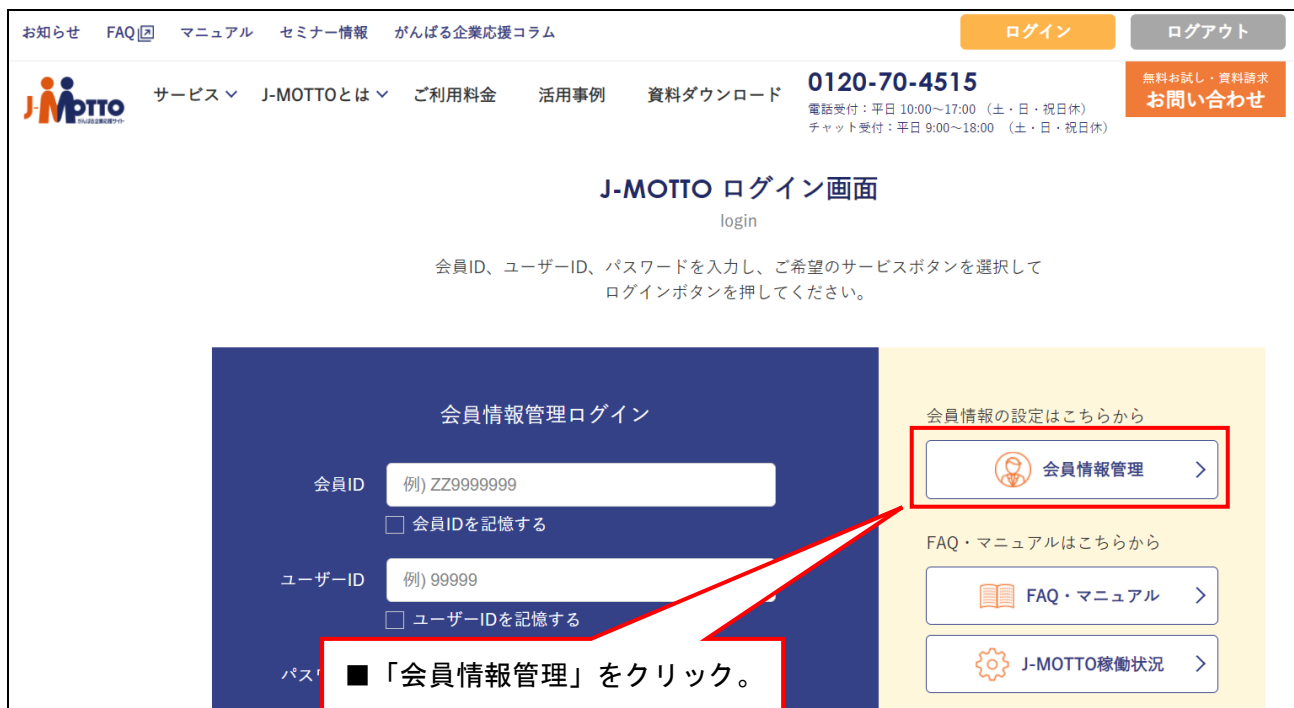 お知らせ FAQ マニュアル セミナー情報 がんばる企業応援コラム ログイン ログアウト
J-MOTTO
がんばる企業応援サイト
サービス J-MOTTOとは ご利用料金 活用事例 資料ダウンロード
0120-70-4515
電話受付：平日 10:00～17:00 （土・日・祝日休）
チャット受付：平日 9:00～18:00 （土・日・祝日休）
無料お試し・資料請求
お問い合わせ
J-MOTTO ログイン画面
login
会員ID、ユーザーID、パスワードを入力し、ご希望のサービスボタンを選択して
ログインボタンを押してください。
会員情報管理ログイン
会員ID 例) ZZ9999999
会員IDを記憶する
ユーザーID 例) 99999
ユーザーIDを記憶する
パス
■「会員情報管理」をクリック。
会員情報の設定はこちらから
会員情報管理
FAQ・マニュアルはこちらから
FAQ・マニュアル
J-MOTTO稼働状況